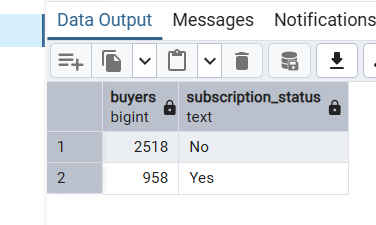 Data Output Messages Notifications
buyers subscription_status
bigint text
1 2518 No
2 958 Yes